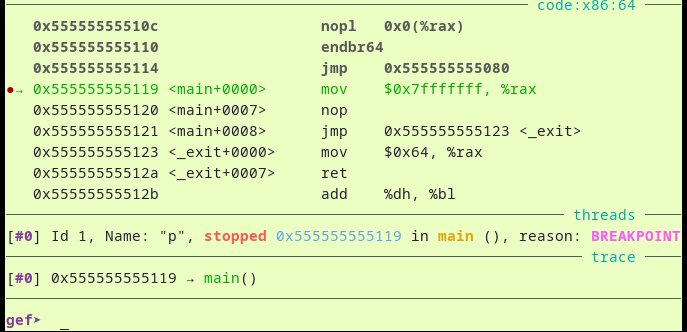 code:x86:64
0x55555555510c nopl 0x0(%rax)
0x555555555110 endbr64
0x555555555114 jmp 0x555555555080
●→ 0x555555555119 <main+0000> mov $0x7fffffff, %rax
0x555555555120 <main+0007> nop
0x555555555121 <main+0008> jmp 0x555555555123 <_exit>
0x555555555123 <_exit+0000> mov $0x64, %rax
0x55555555512a <_exit+0007> ret
0x55555555512b add %dh, %bl
threads
[#0] Id 1, Name: "p", stopped 0x555555555119 in main (), reason: BREAKPOINT
trace
[#0] 0x555555555119 → main()
gef➤ _